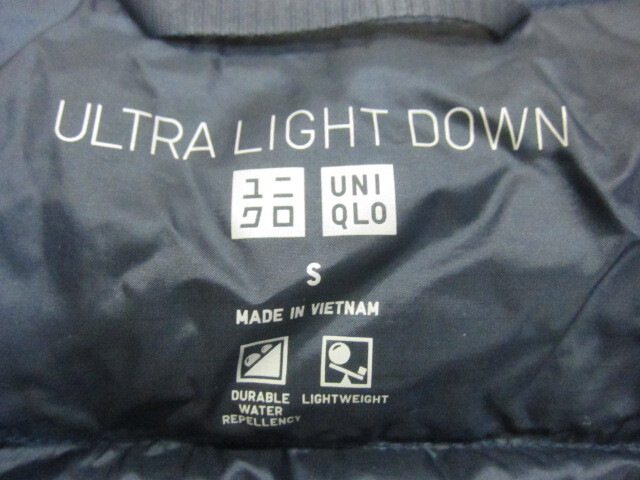 ULTRA LIGHT DOWN
ユニ UNI
クロ QLO
S
MADE IN VIETNAM
DURABLE LIGHTWEIGHT
WATER
REPELLENCY